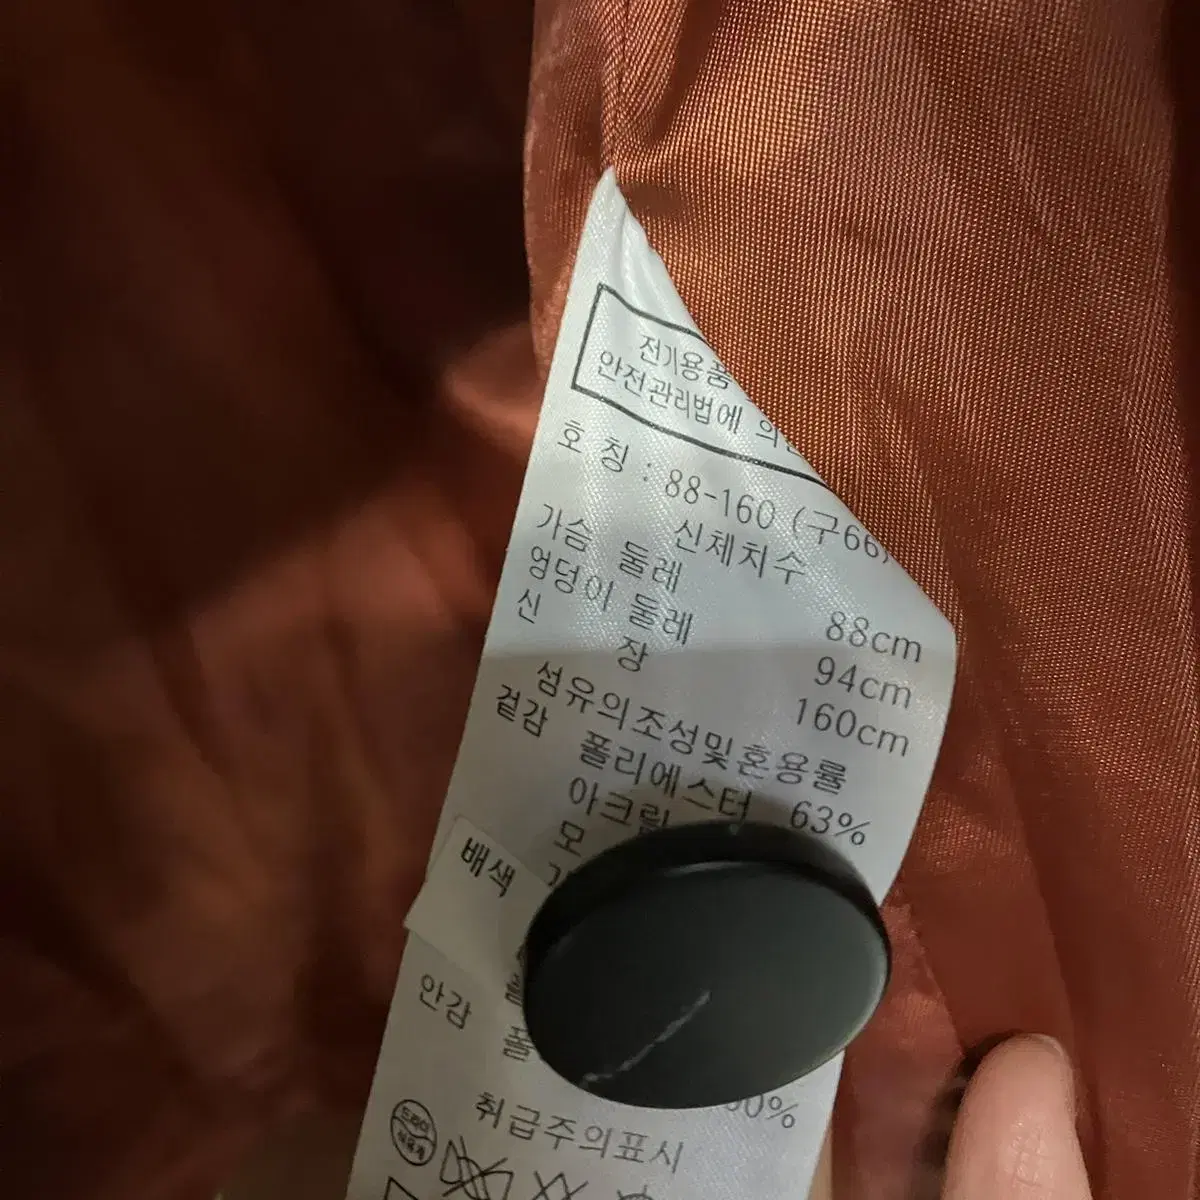 전기용품
안전관리법에 의
호 칭 : 88-160 (구66)
신체치수
가슴 둘레 88cm
엉덩이 둘레 94cm
신 장 160cm
섬유의조성및혼용률
겉감 폴리에스터 63%
아크릴
모
배색
안감
취급주의표시
드라이